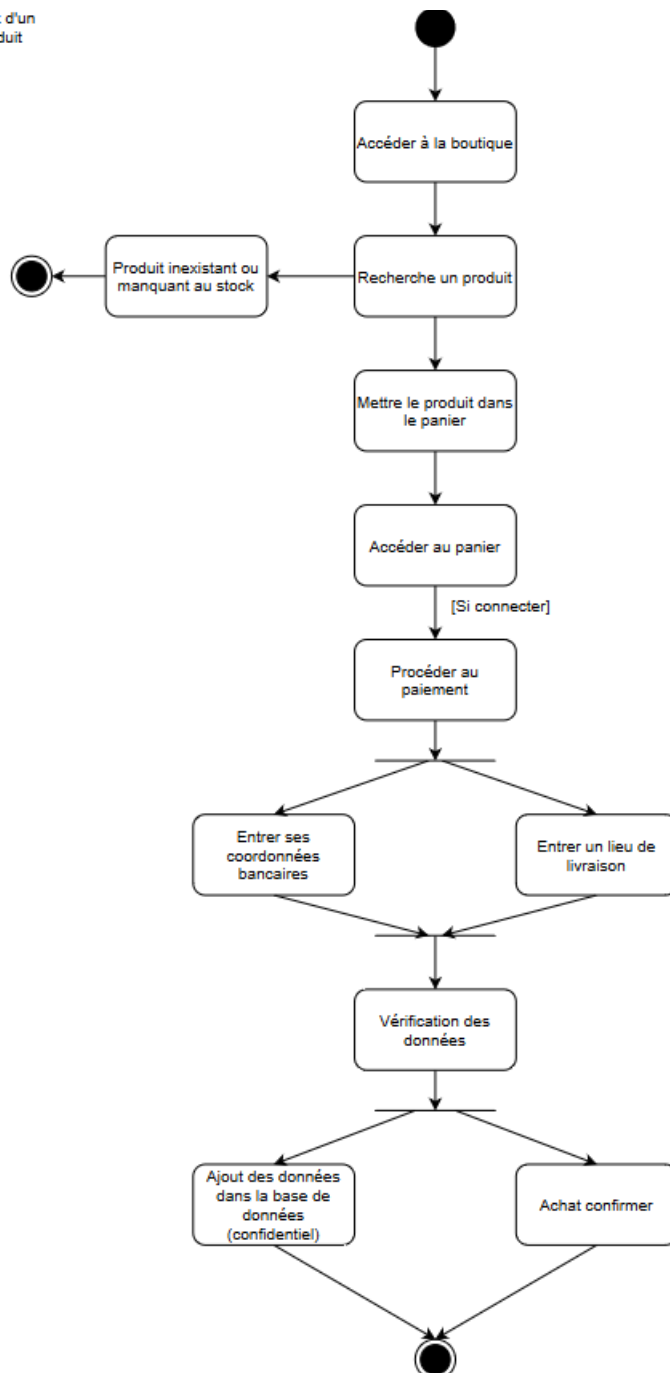 d'un
Accéder à la boutique
Produit inexistant ou
manquant au stock
Recherche un produit
Mettre le produit dans
le panier
Accéder au panier
[Si connecter]
Procéder au
paiement
Entrer ses
coordonnées
bancaires
Entrer un lieu de
livraison
Vérification des
données
Ajout des données
dans la base de
données
(confidentiel)
Achat confirmer